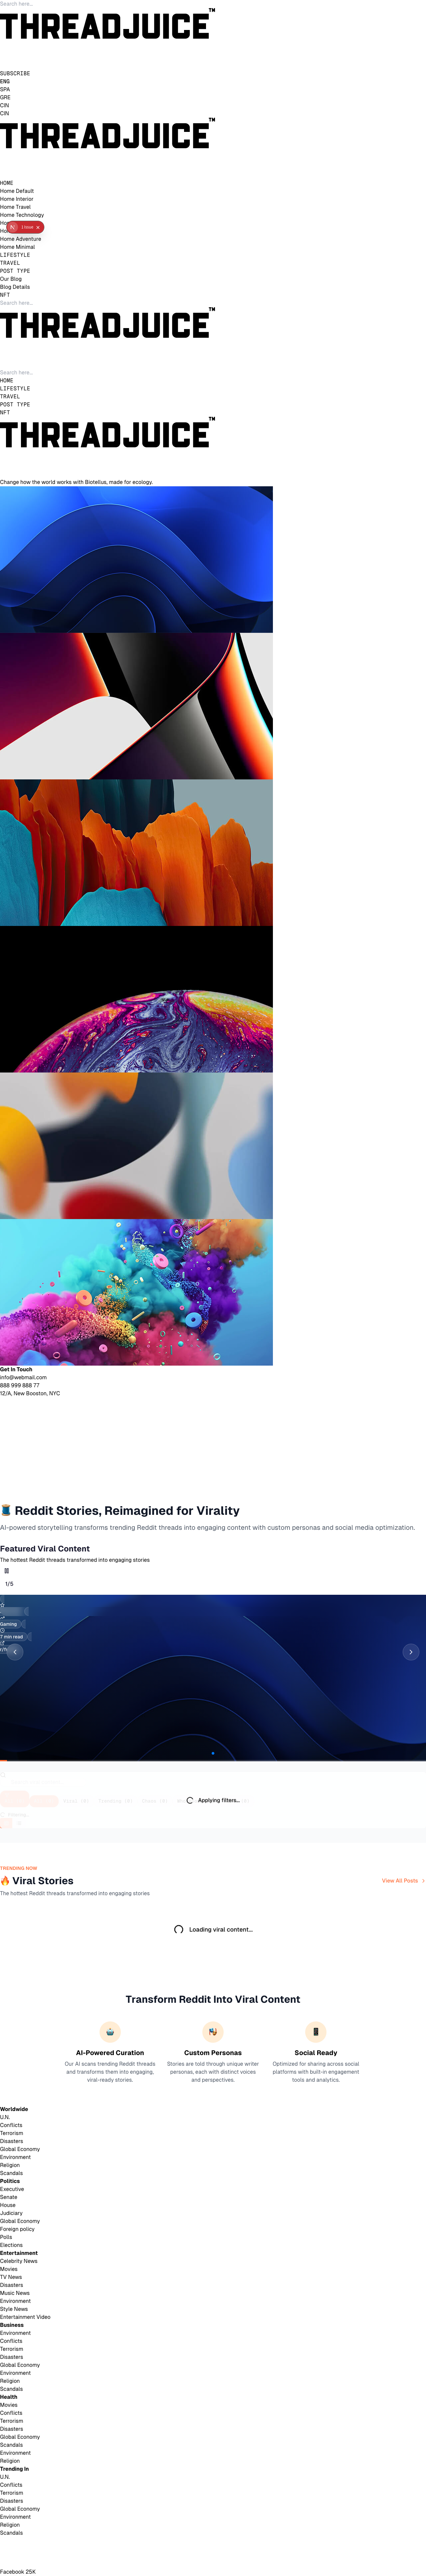 Search here...
THREADJUICE™
SUBSCRIBE
ENG
SPA
GRE
CIN
CIN
THREADJUICE™
HOME
Home Default
Home Interior
Home Travel
Home Technology
1 Issue
Home Adventure
Home Minimal
LIFESTYLE
TRAVEL
POST TYPE
Our Blog
Blog Details
NFT
Search here...
THREADJUICE™
Search here...
HOME
LIFESTYLE
TRAVEL
POST TYPE
NFT
THREADJUICE™
Change how the world works with Biotellus, made for ecology.
Get In Touch
info@webmail.com
888 999 888 77
12/A, New Booston, NYC
Reddit Stories, Reimagined for Virality
AI-powered storytelling transforms trending Reddit threads into engaging content with custom personas and social media optimization.
Featured Viral Content
The hottest Reddit threads transformed into engaging stories
1/5
Gaming
7 min read
Applying filters...
TRENDING NOW
🔥 Viral Stories
View All Posts
The hottest Reddit threads transformed into engaging stories
Loading viral content...
Transform Reddit Into Viral Content
AI-Powered Curation
Our AI scans trending Reddit threads
and transforms them into engaging,
viral-ready stories.
Custom Personas
Stories are told through unique writer
personas, each with distinct voices
and perspectives.
Social Ready
Optimized for sharing across social
platforms with built-in engagement
tools and analytics.
Worldwide
U.N.
Conflicts
Terrorism
Disasters
Global Economy
Environment
Religion
Scandals
Politics
Executive
Senate
House
Judiciary
Global Economy
Foreign policy
Polls
Elections
Entertainment
Celebrity News
Movies
TV News
Disasters
Music News
Environment
Style News
Entertainment Video
Business
Environment
Conflicts
Terrorism
Disasters
Global Economy
Environment
Religion
Scandals
Health
Movies
Conflicts
Terrorism
Disasters
Global Economy
Scandals
Environment
Religion
Trending In
U.N.
Conflicts
Terrorism
Disasters
Global Economy
Environment
Religion
Scandals
Facebook 25K